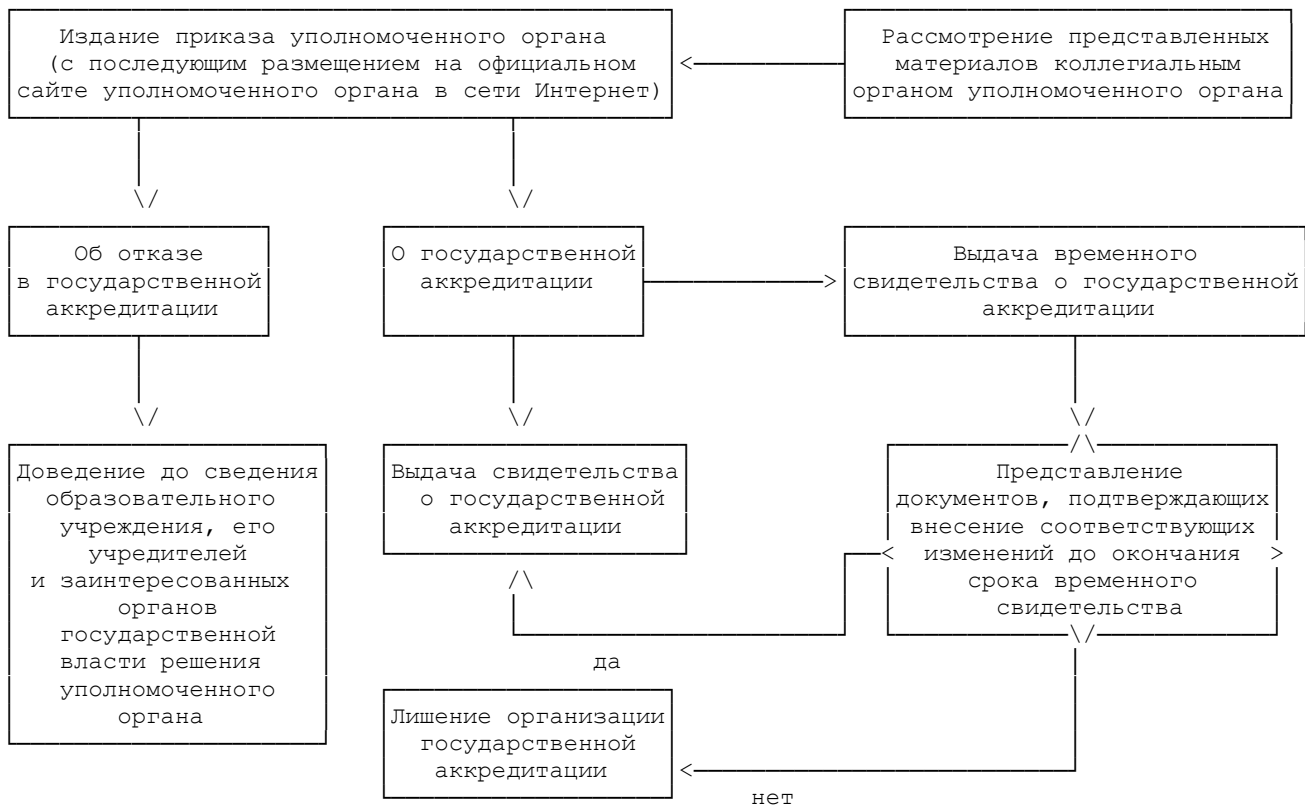 Издание приказа уполномоченного органа
(с последующим размещением на официальном
сайте уполномоченного органа в сети Интернет)
Рассмотрение представленных
материалов коллегиальным
органом уполномоченного органа
Об отказе
в государственной
аккредитации
О государственной
аккредитации
Выдача временного
свидетельства о государственной
аккредитации
Доведение до сведения
образовательного
учреждения, его
учредителей
и заинтересованных
органов
государственной
власти решения
уполномоченного
органа
Выдача свидетельства
о государственной
аккредитации
Представление
документов, подтверждающих
внесение соответствующих
изменений до окончания
срока временного
свидетельства
да
Лишение организации
государственной
аккредитации
нет